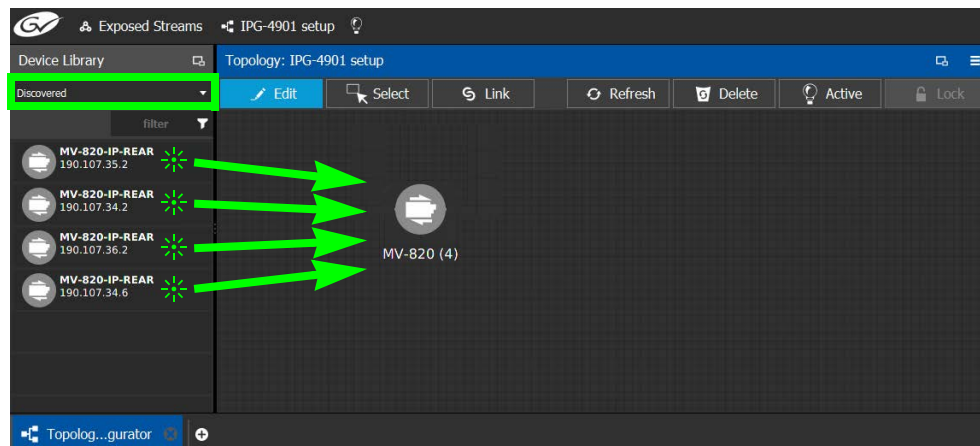 GV Exposed Streams IPG-4901 setup
Device Library
Topology: IPG-4901 setup
Discovered
Edit Select Link Refresh Delete Active Lock
filter
MV-820-IP-REAR
190.107.35.2
MV-820-IP-REAR
190.107.34.2
MV-820-IP-REAR
190.107.36.2
MV-820-IP-REAR
190.107.34.6
MV-820 (4)
Topolog...gurator